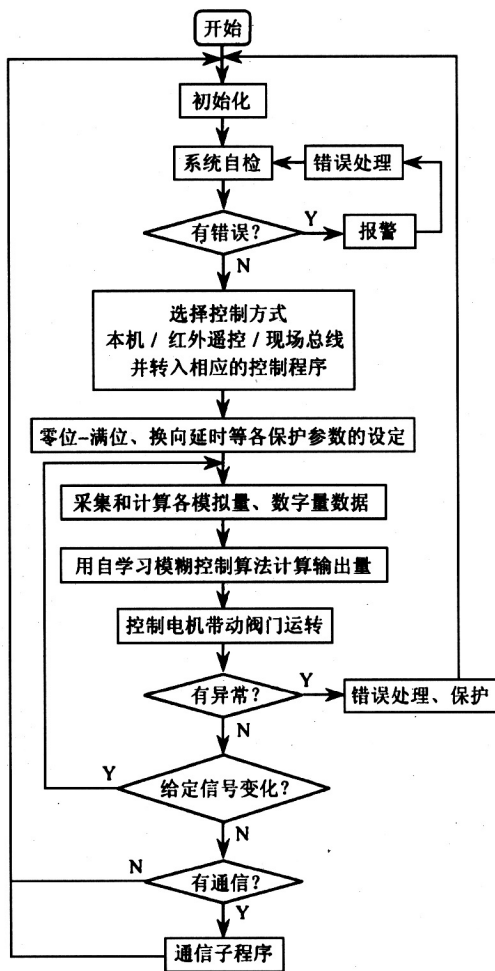 开始
初始化
系统自检
错误处理
有错误？
Y
报警
N
选择控制方式
本机 / 红外遥控 / 现场总线
并转入相应的控制程序
零位-满位、换向延时等各保护参数的设定
采集和计算各模拟量、数字量数据
用自学习模糊控制算法计算输出量
控制电机带动阀门运转
有异常？
Y
错误处理、保护
N
Y
给定信号变化？
N
N
有通信？
Y
通信子程序